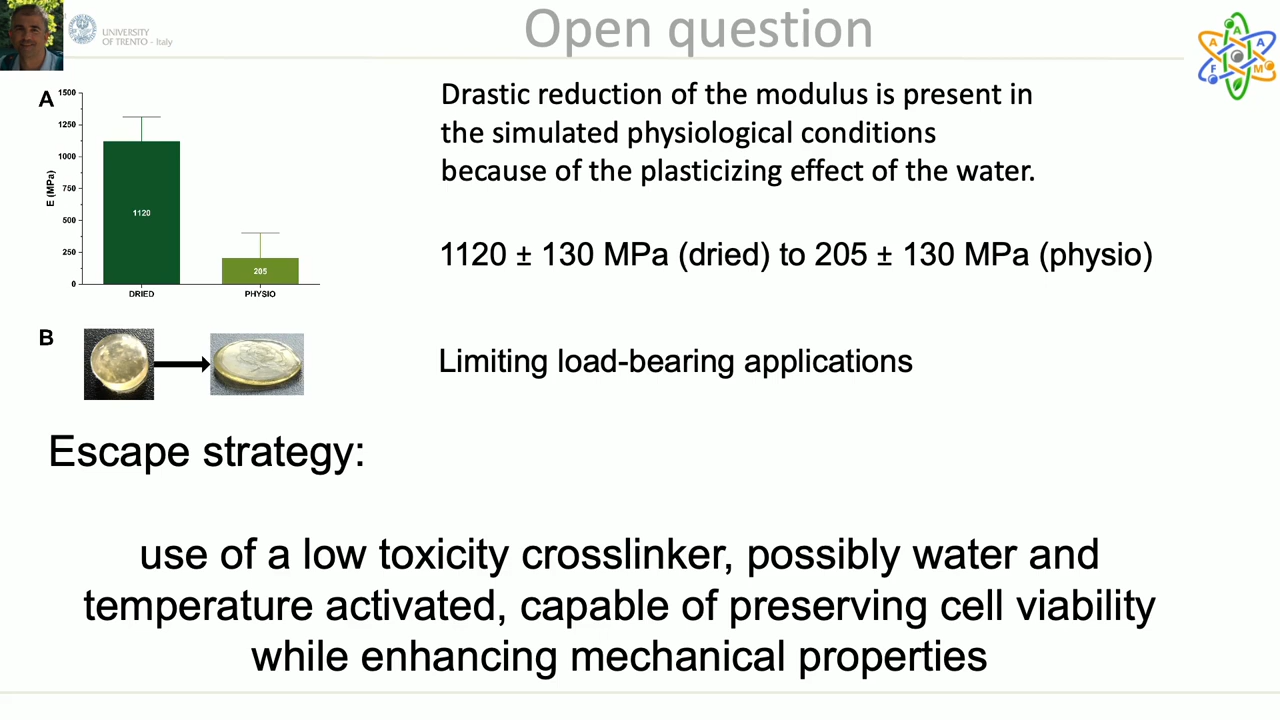 UNIVERSITY
OF TRENTO - Italy
Open question
A
A
A
A
F
M
A
E (MPa)
1500
1250
1000
750
500
250
0
1120
205
DRIED
PHYSIO
Drastic reduction of the modulus is present in
the simulated physiological conditions
because of the plasticizing effect of the water.
1120 ± 130 MPa (dried) to 205 ± 130 MPa (physio)
B
Limiting load-bearing applications
Escape strategy:
use of a low toxicity crosslinker, possibly water and
temperature activated, capable of preserving cell viability
while enhancing mechanical properties